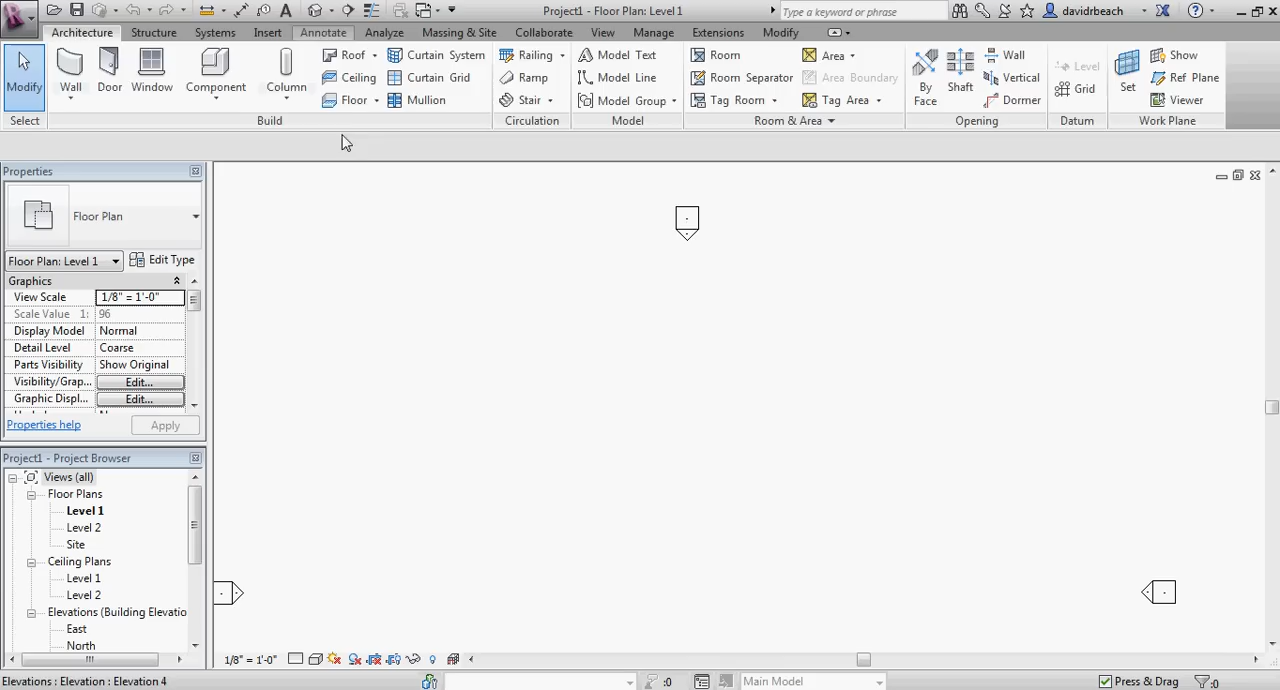 Project1 - Floor Plan: Level 1
Type a keyword or phrase
davidrbeach
Architecture Structure Systems Insert Annotate Analyze Massing & Site Collaborate View Manage Extensions Modify
Modify
Wall
Door
Window
Component
Column
Roof
Ceiling
Floor
Curtain System
Curtain Grid
Mullion
Railing
Ramp
Stair
Model Text
Model Line
Model Group
Room
Room Separator
Tag Room
Area
Area Boundary
Tag Area
By
Face
Shaft
Wall
Vertical
Dormer
Level
Grid
Set
Show
Ref Plane
Viewer
Select Build Circulation Model Room & Area Opening Datum Work Plane
Properties
Floor Plan
Floor Plan: Level 1
Edit Type
Graphics
View Scale 1/8" = 1'-0"
Scale Value 1: 96
Display Model Normal
Detail Level Coarse
Parts Visibility Show Original
Visibility/Grap... Edit...
Graphic Displ... Edit...
Properties help Apply
Project1 - Project Browser
Views (all)
Floor Plans
Level 1
Level 2
Site
Ceiling Plans
Level 1
Level 2
Elevations (Building Elevatio
East
North
1/8" = 1'-0"
Elevations : Elevation : Elevation 4
:0
Main Model
Press & Drag
:0